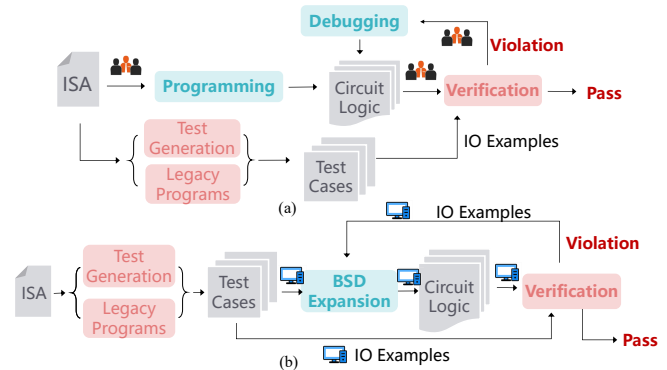 Debugging
Violation
ISA
Programming
Circuit
Logic
Verification
Pass
Test
Generation
Legacy
Programs
Test
Cases
IO Examples
(a)
IO Examples
Violation
ISA
Test
Generation
Legacy
Programs
Test
Cases
BSD
Expansion
Circuit
Logic
Verification
Pass
IO Examples
(b)